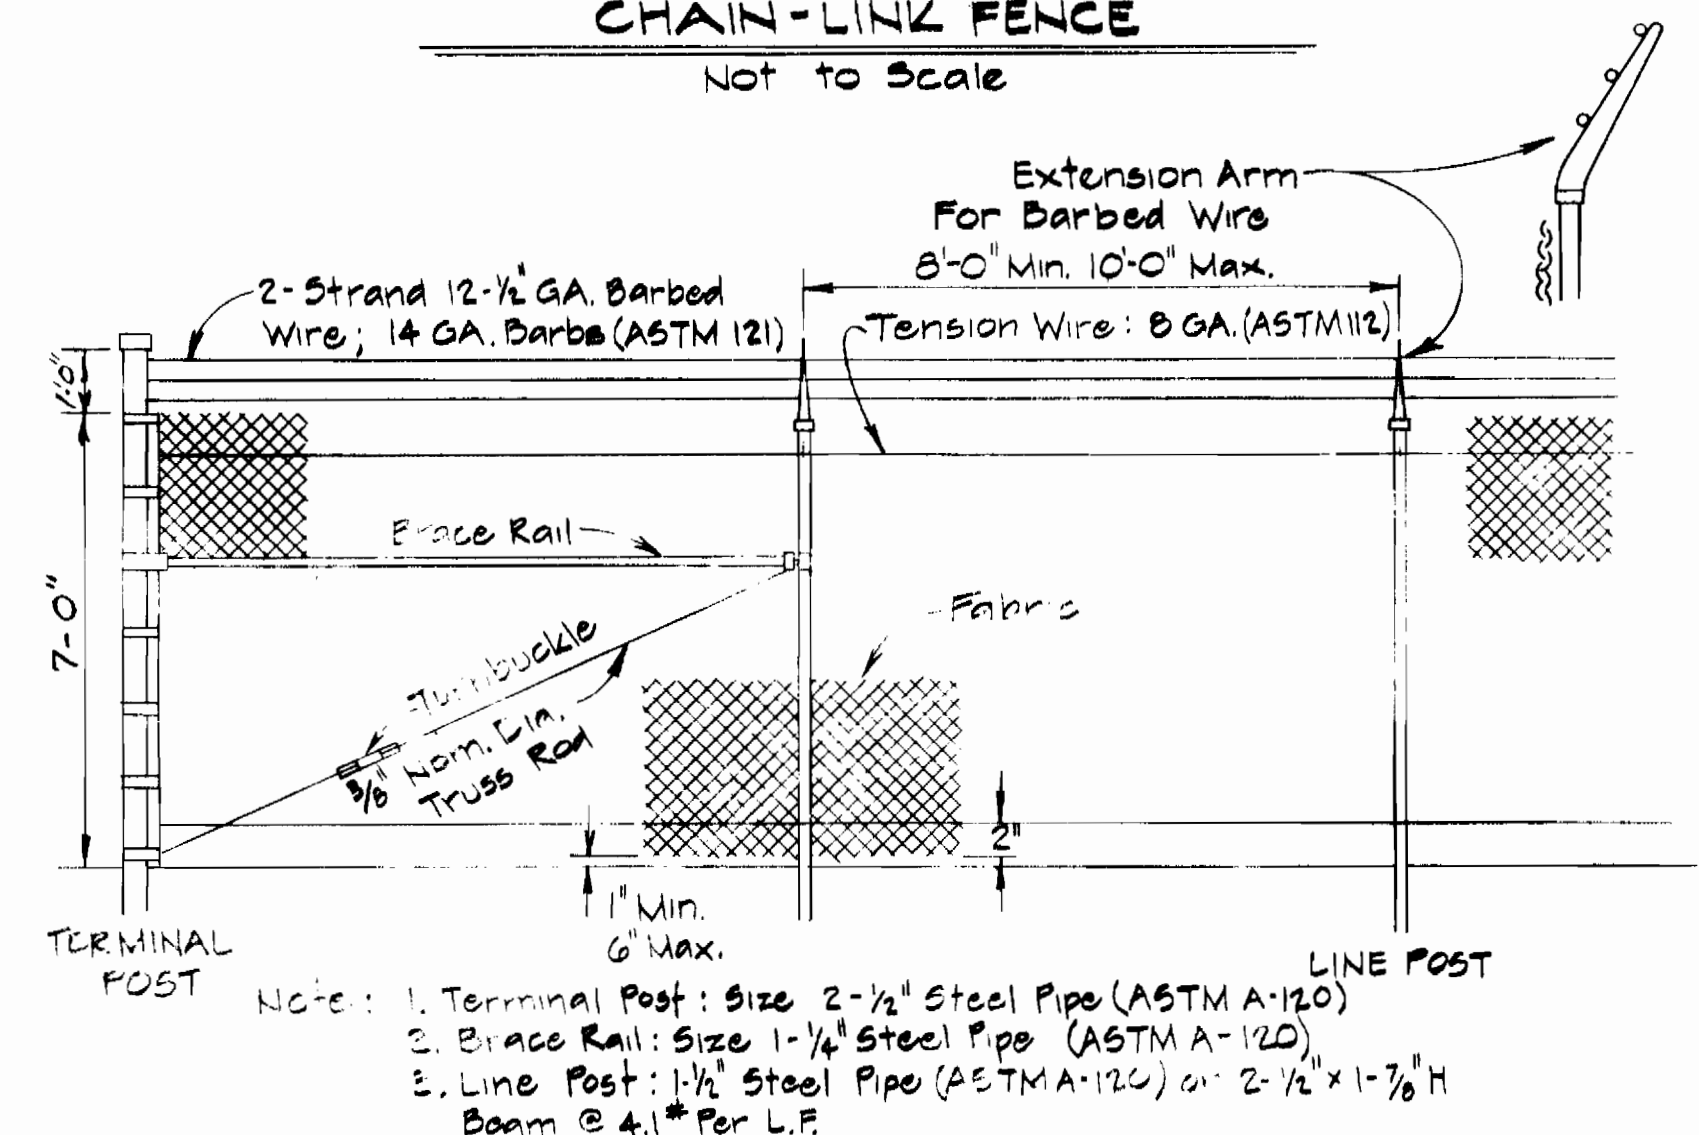 CHAIN-LINK FENCE
Not to Scale
Extension Arm
For Barbed Wire
8'-0" Min. 10'-0" Max.
2-Strand 12-1/2" GA. Barbed
Wire; 14 GA. Barbs (ASTM 121)
Tension Wire: 8 GA. (ASTM 112)
1'-0"
7-0"
Brace Rail
Fabric
Turnbuckle
3/8" Nom. Dia.
Truss Rod
2"
1" Min.
6" Max.
TERMINAL
POST
LINE POST
Note: 1. Terminal Post: Size 2-1/2" Steel Pipe (ASTM A-120)
2. Brace Rail: Size 1-1/4" Steel Pipe (ASTM A-120)
3. Line Post: 1-1/2" Steel Pipe (ASTM A-120) or 2-1/2" x 1-7/8" H
Beam @ 4.1# Per L.F.